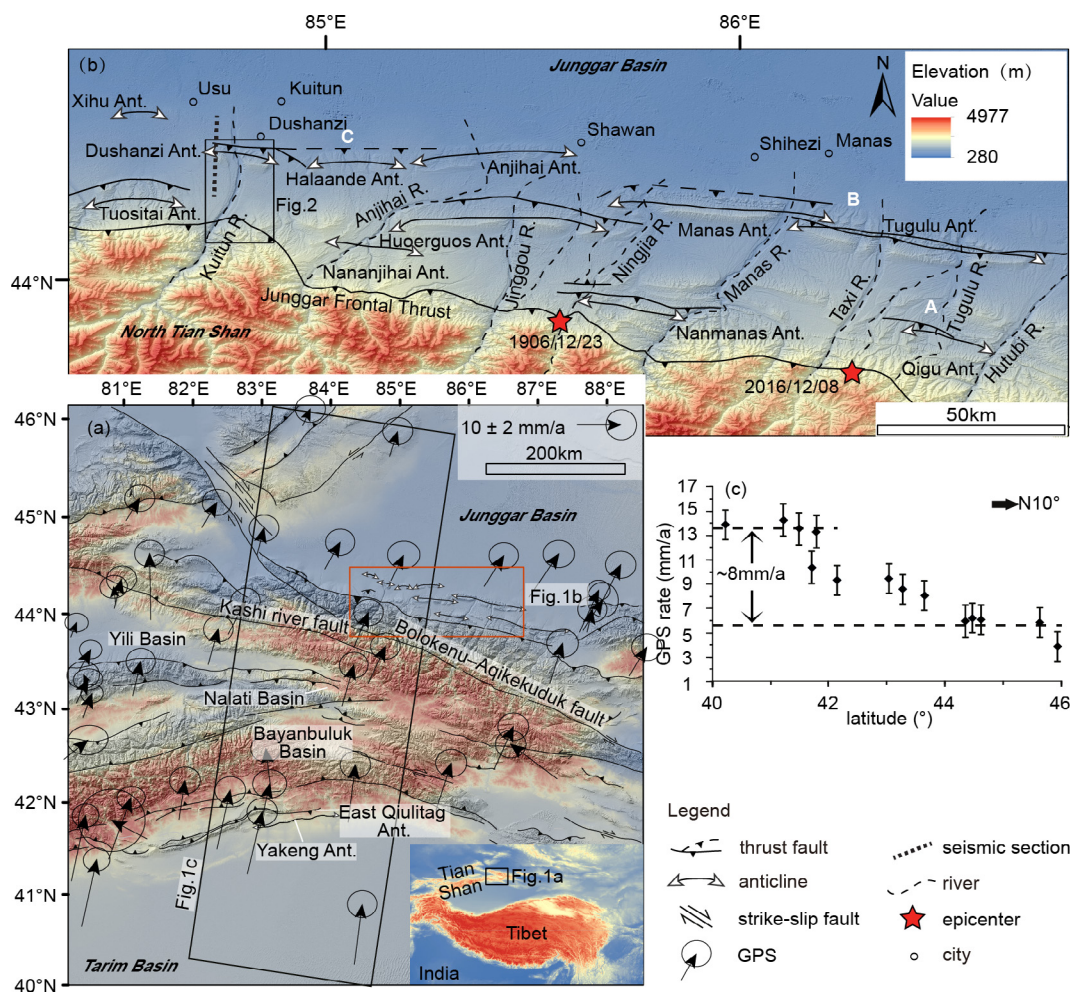 85°E
86°E
(b)
Junggar Basin
N
Elevation (m)
Value
4977
280
Usu
Kuitun
Xihu Ant.
Dushanzi
C
Shawan
Shihezi
Manas
Dushanzi Ant.
Halaande Ant.
Anjihai Ant.
Anjihai R.
Tuositai Ant.
Fig.2
Kuitun R.
B
Huoerguos Ant.
Jinggou R.
Ningjia R.
Manas Ant.
Manas R.
Tugulu Ant.
44°N
Nananjihai Ant.
Junggar Frontal Thrust
Taxi R.
A
Tugulu R.
North Tian Shan
1906/12/23
Nanmanas Ant.
2016/12/08
Qigu Ant.
Hutubi R.
50km
81°E
82°E
83°E
84°E
85°E
86°E
87°E
88°E
46°N
(a)
10 ± 2 mm/a
200km
45°N
Junggar Basin
Fig.1b
44°N
Kashi river fault
Bolokenu–Aqikekuduk fault
Yili Basin
43°N
Nalati Basin
Bayanbuluk
Basin
42°N
East Qiulitag
Ant.
Yakeng Ant.
Fig.1c
41°N
Tian
Shan
Fig.1a
Tibet
India
Tarim Basin
40°N
(c)
N10°
17
15
13
11
9
7
5
3
1
GPS rate (mm/a)
~8mm/a
40
42
44
46
latitude (°)
Legend
thrust fault
seismic section
anticline
river
strike-slip fault
epicenter
GPS
city